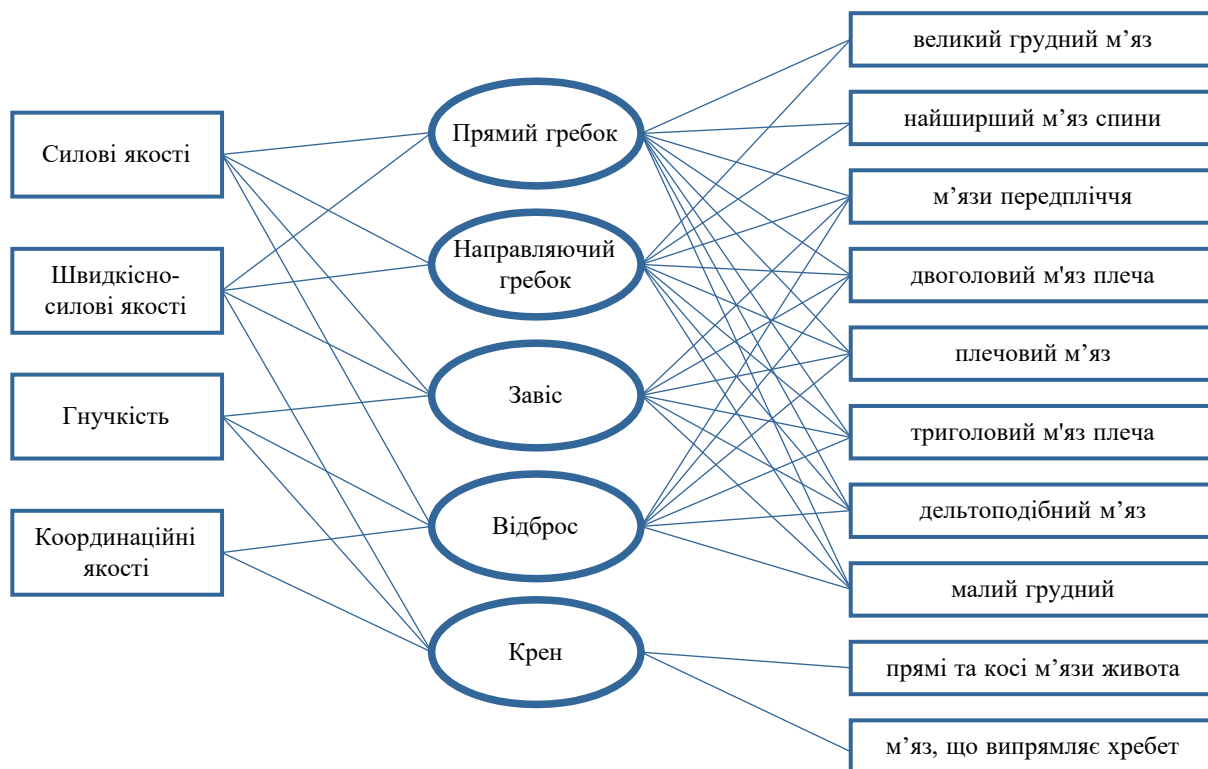 Силові якості
Швидкісно-
силові якості
Гнучкість
Координаційні
якості
Прямий гребок
Направляючий
гребок
Завіс
Відброс
Крен
великий грудний м’яз
найширший м’яз спини
м’язи передпліччя
двоголовий м'яз плеча
плечовий м’яз
триголовий м'яз плеча
дельтоподібний м’яз
малий грудний
прямі та косі м’язи живота
м’яз, що випрямляє хребет